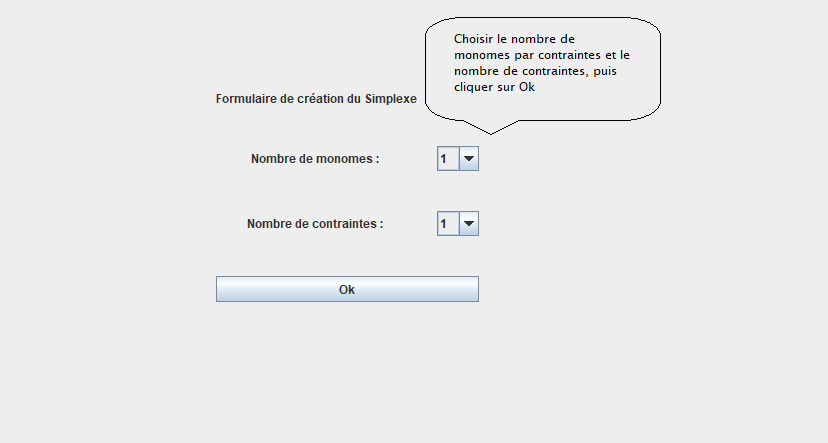 Choisir le nombre de
monomes par contraintes et le
nombre de contraintes, puis
cliquer sur Ok
Formulaire de création du Simplexe
Nombre de monomes :
1
Nombre de contraintes :
1
Ok